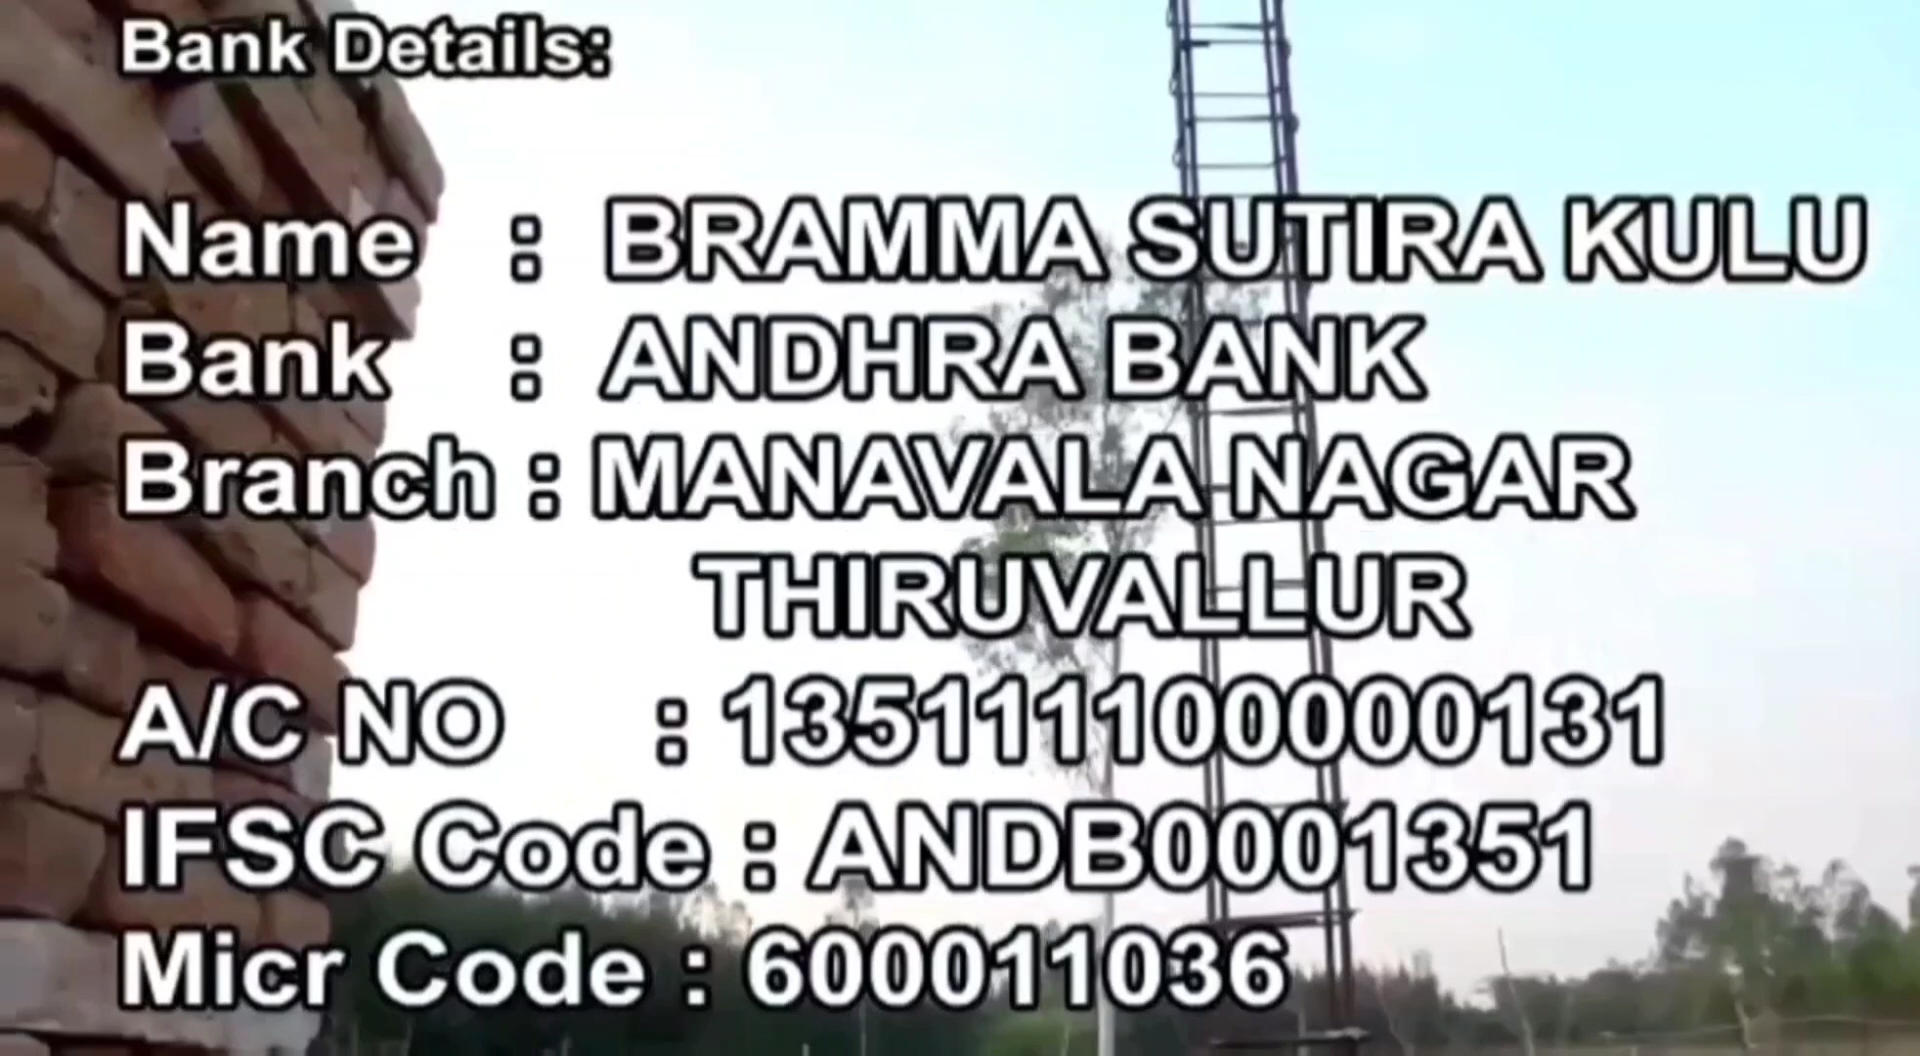 Bank Details:
Name : BRAMMA SUTIRA KULU
Bank : ANDHRA BANK
Branch : MANAVALA NAGAR
THIRUVALLUR
A/C NO : 135111100000131
IFSC Code : ANDB0001351
Micr Code : 600011036